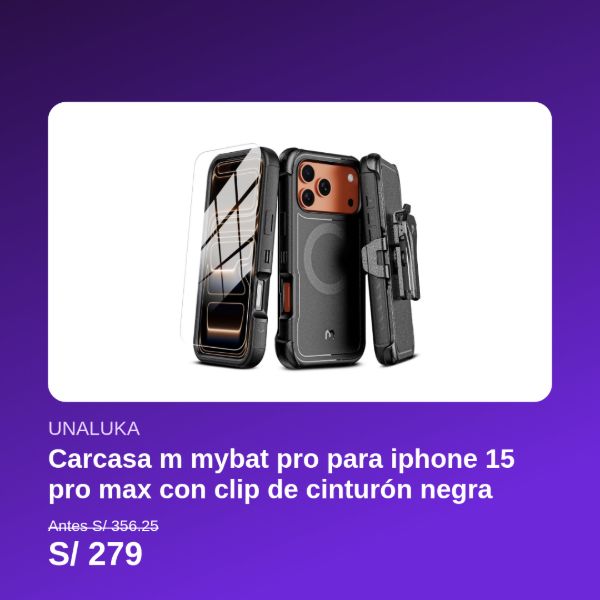 UNALUKA
Carcasa m mybat pro para iphone 15
pro max con clip de cinturón negra
Antes S/ 356.25
S/ 279